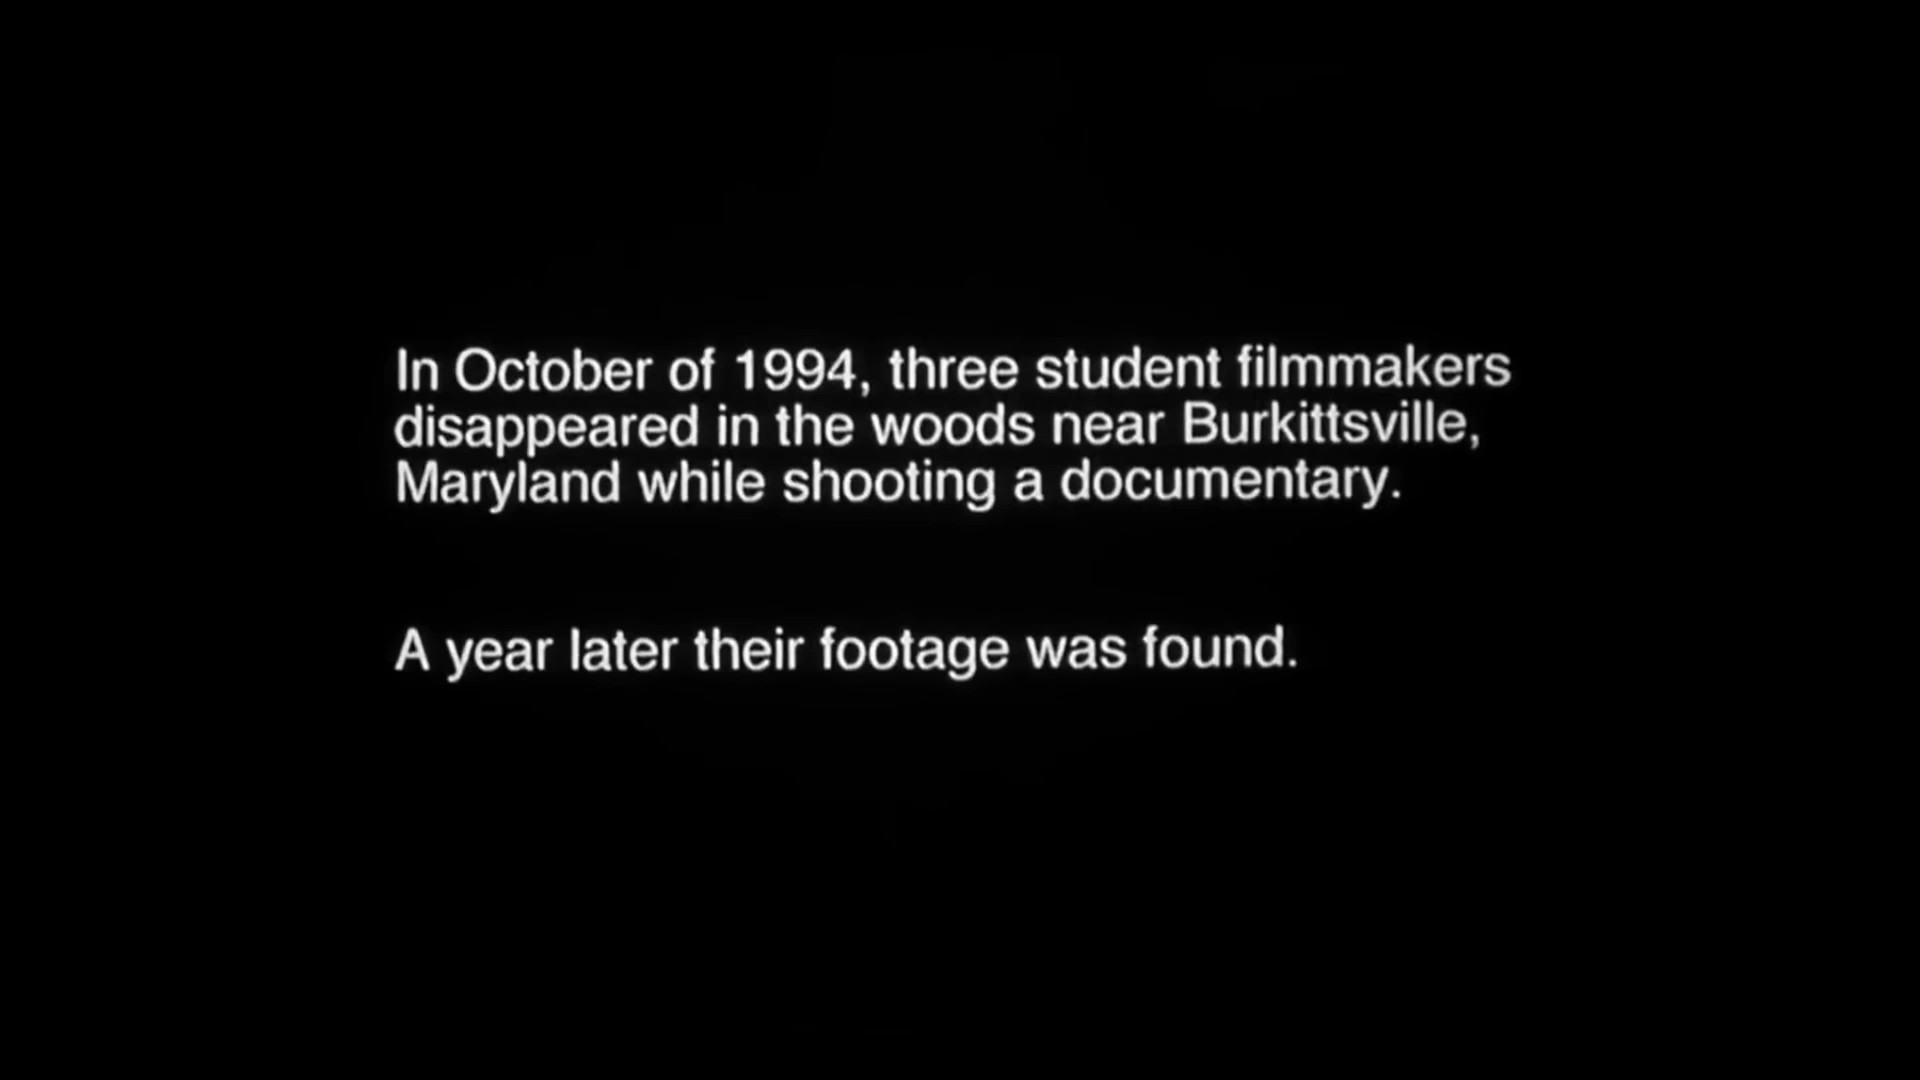 In October of 1994, three student filmmakers
disappeared in the woods near Burkittsville,
Maryland while shooting a documentary.
A year later their footage was found.